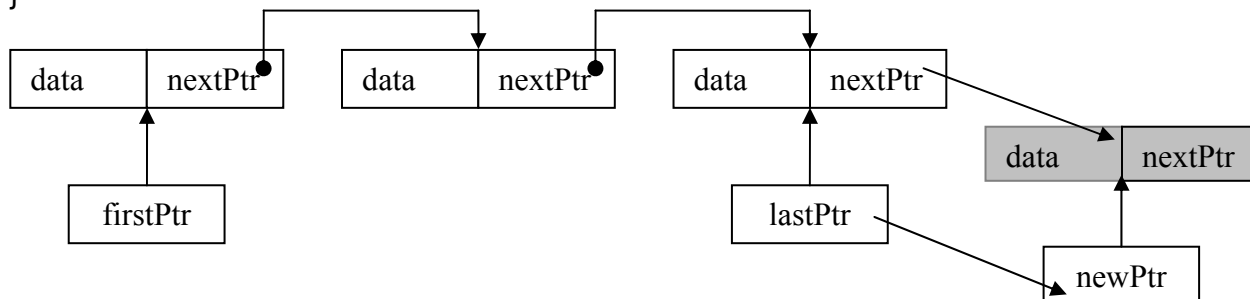 }
data nextPtr data nextPtr data nextPtr
data nextPtr
firstPtr lastPtr
newPtr